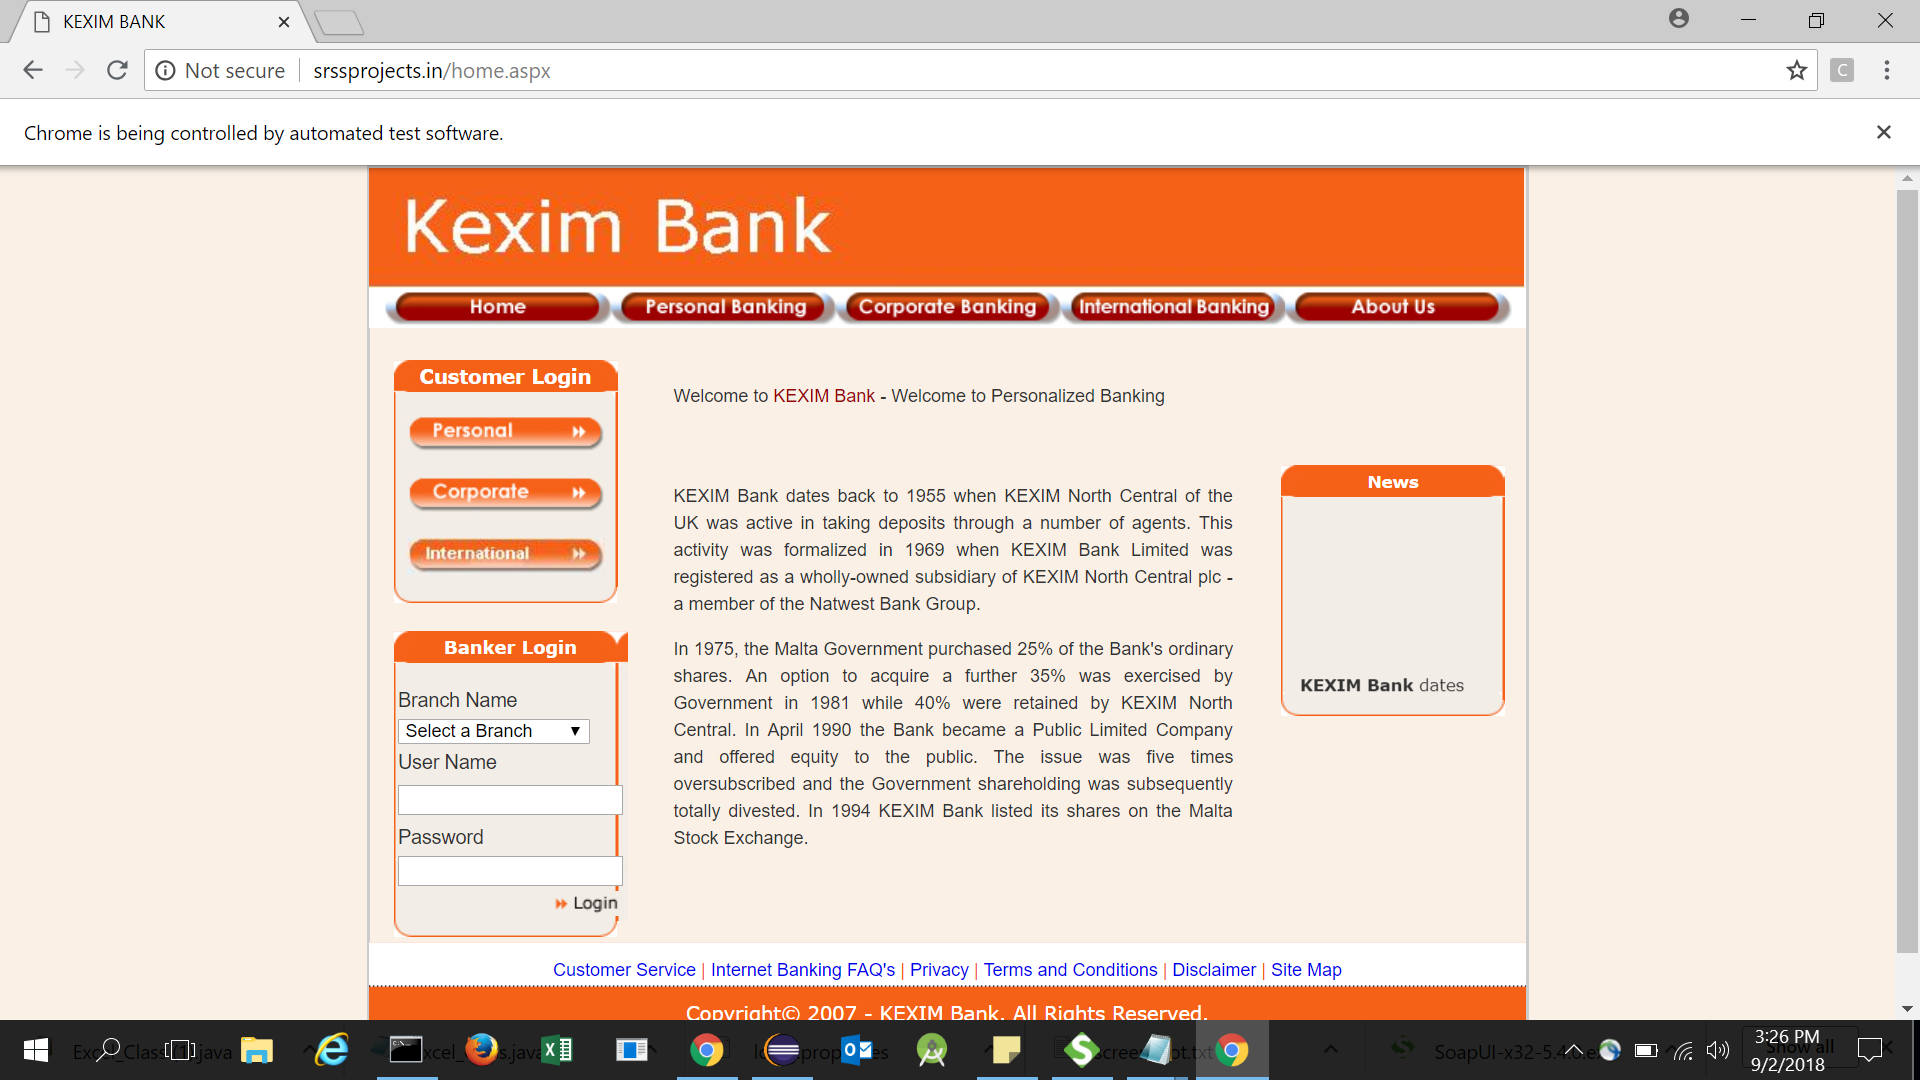 KEXIM BANK
Not secure
srssprojects.in/home.aspx
C
Chrome is being controlled by automated test software.
Kexim Bank
Home
Personal Banking
Corporate Banking
International Banking
About Us
Customer Login
Personal
Corporate
International
Banker Login
Branch Name
Select a Branch
User Name
Password
Login
Welcome to KEXIM Bank - Welcome to Personalized Banking
KEXIM Bank dates back to 1955 when KEXIM North Central of the
UK was active in taking deposits through a number of agents. This
activity was formalized in 1969 when KEXIM Bank Limited was
registered as a wholly-owned subsidiary of KEXIM North Central plc -
a member of the Natwest Bank Group.
In 1975, the Malta Government purchased 25% of the Bank's ordinary
shares. An option to acquire a further 35% was exercised by
Government in 1981 while 40% were retained by KEXIM North
Central. In April 1990 the Bank became a Public Limited Company
and offered equity to the public. The issue was five times
oversubscribed and the Government shareholding was subsequently
totally divested. In 1994 KEXIM Bank listed its shares on the Malta
Stock Exchange.
News
KEXIM Bank dates
Customer Service | Internet Banking FAQ's | Privacy | Terms and Conditions | Disclaimer | Site Map
Copyright© 2007 - KEXIM Bank. All Rights Reserved.
Show all
3:26 PM
9/2/2018